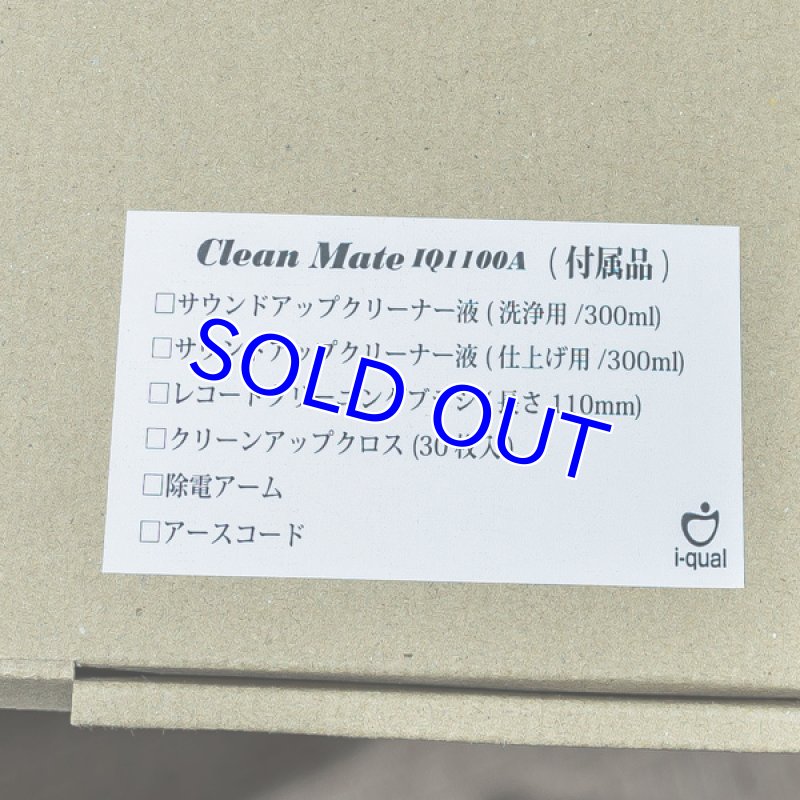 Clean Mate IQ1100A (付属品)
□サウンドアップクリーナー液 (洗浄用 /300ml)
□サウンドアップクリーナー液 (仕上げ用 /300ml)
□レコードクリーニングブラシ (長さ 110mm)
□クリーンアップクロス (30 枚入)
□除電アーム
□アースコード
i-qual
SOLD OUT